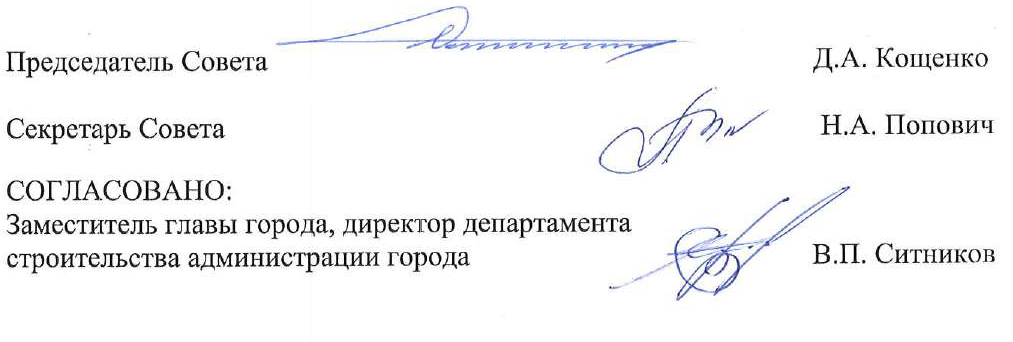 Председатель Совета Д.А. Кощенко
Секретарь Совета Н.А. Попович
СОГЛАСОВАНО:
Заместитель главы города, директор департамента
строительства администрации города В.П. Ситников